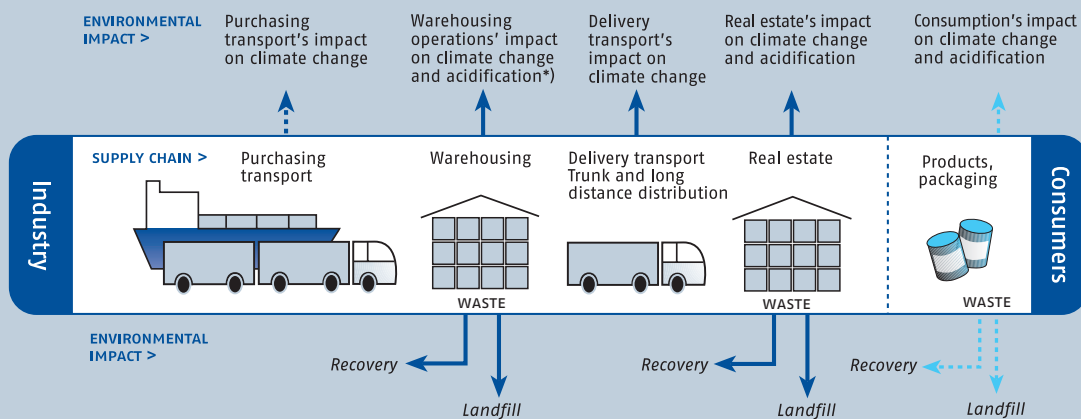 ENVIRONMENTAL
IMPACT >
Purchasing
transport's impact
on climate change
Warehousing
operations' impact
on climate change
and acidification*)
Delivery
transport's
impact on
climate change
Real estate's impact
on climate change
and acidification
Consumption's impact
on climate change
and acidification
Industry
SUPPLY CHAIN >
Purchasing
transport
Warehousing
Delivery transport
Trunk and long
distance distribution
Real estate
Products,
packaging
Consumers
WASTE
WASTE
WASTE
ENVIRONMENTAL
IMPACT >
Recovery
Landfill
Recovery
Landfill
Recovery
Landfill